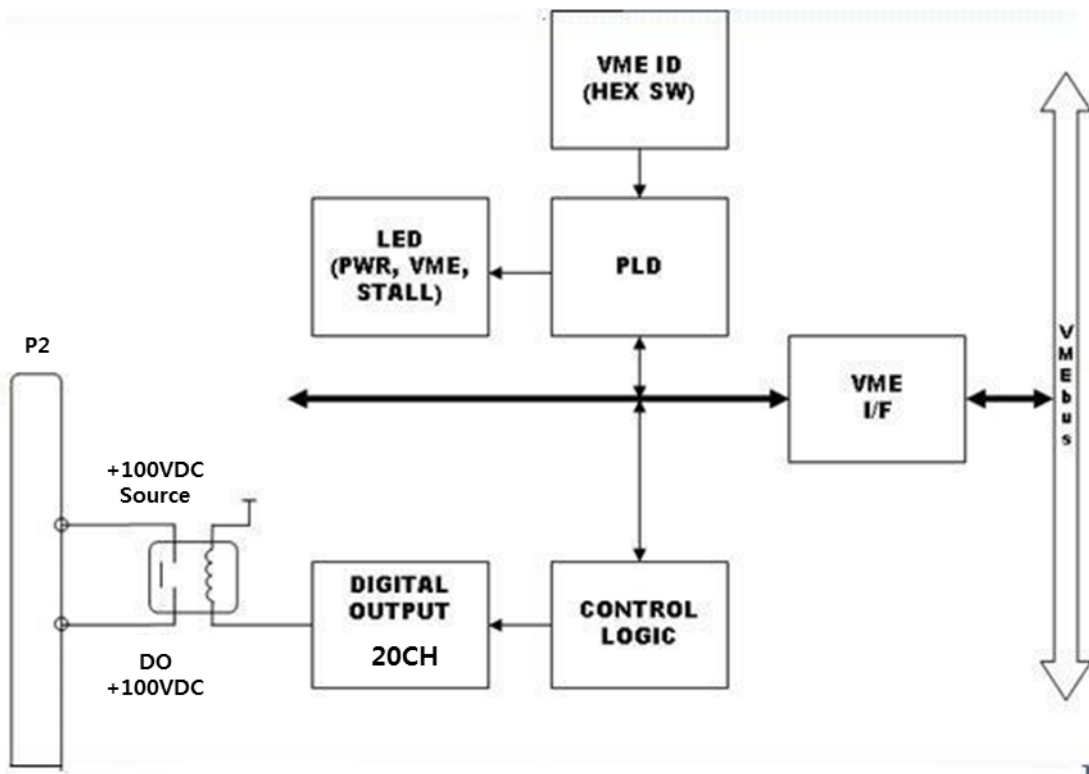 VME ID
(HEX SW)
LED
(PWR, VME,
STALL)
PLD
P2
VME
I/F
VMEbus
+100VDC
Source
DIGITAL
OUTPUT
20CH
CONTROL
LOGIC
DO
+100VDC